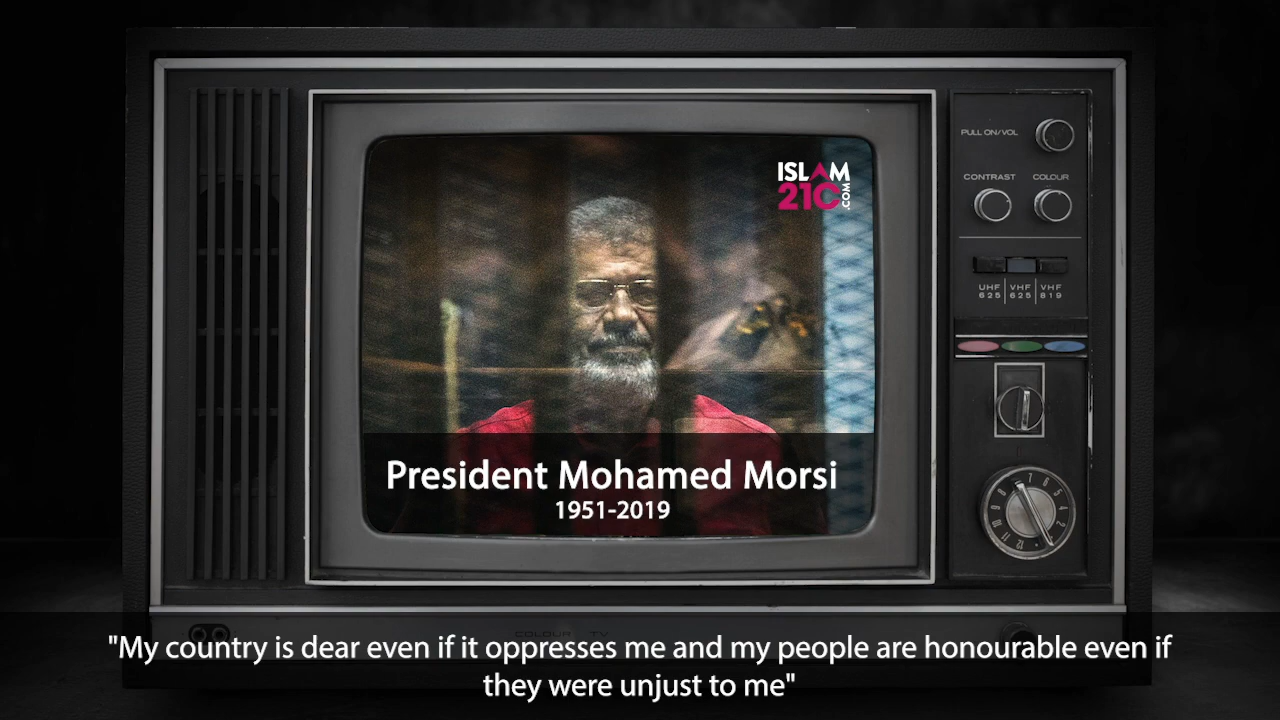 ISLAM
21C
.COM
PULL ON/VOL
CONTRAST COLOUR
UHF VHF VHF
625 625 819
President Mohamed Morsi
1951-2019
COLOUR TV
"My country is dear even if it oppresses me and my people are honourable even if
they were unjust to me"